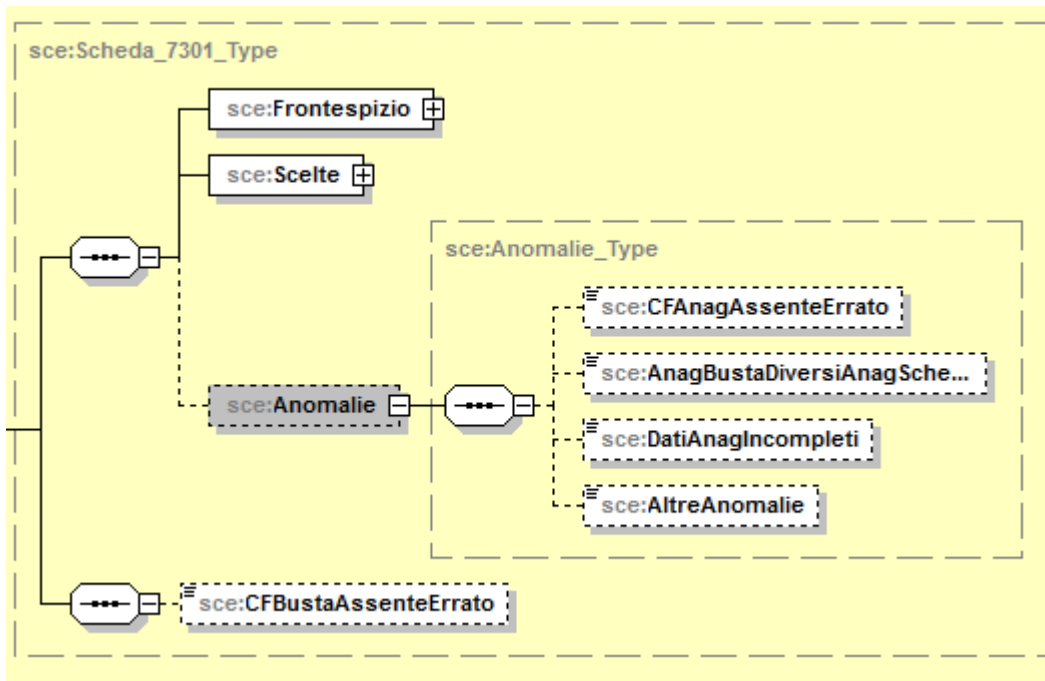 sce:Scheda_7301_Type
sce:Frontespizio
sce:Scelte
sce:Anomalie_Type
sce:CFAnagAssenteErrato
sce:AnagBustaDiversiAnagSche...
sce:Anomalie
sce:DatiAnagIncompleti
sce:AltreAnomalie
sce:CFBustaAssenteErrato